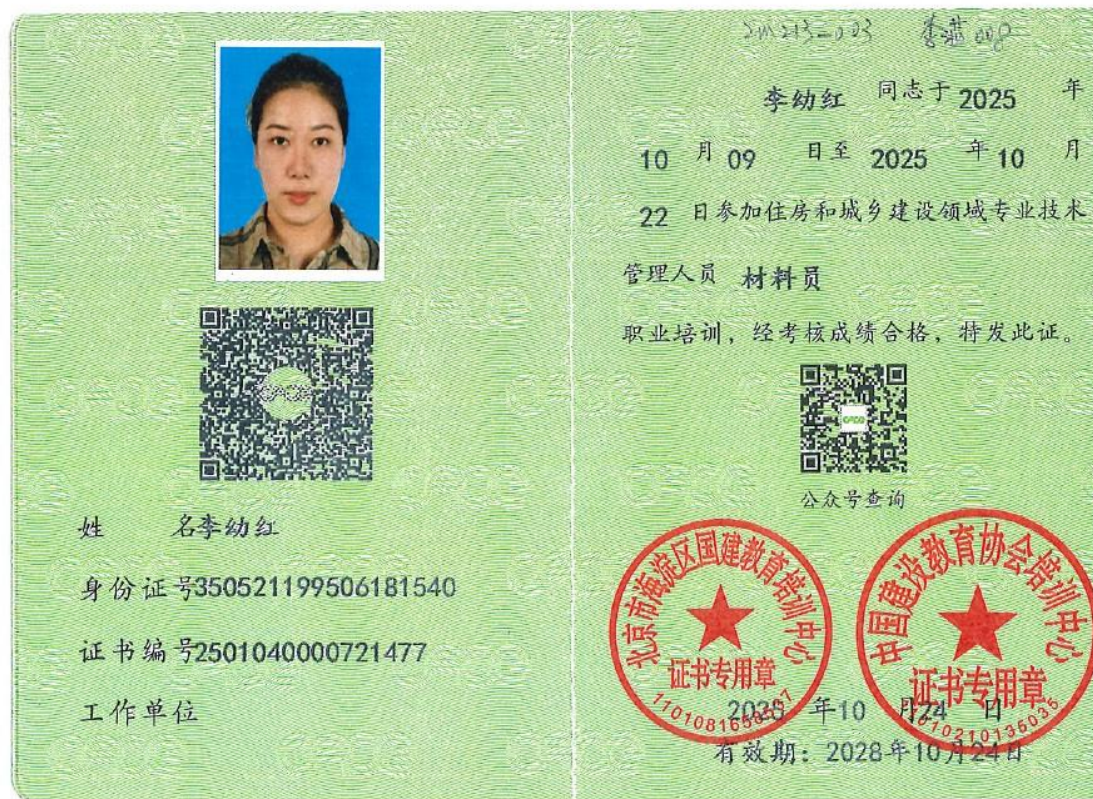 2M213-003
李幼红 同志于 2025 年
10 月 09 日至 2025 年 10 月
22 日参加住房和城乡建设领域专业技术
管理人员 材料员
职业培训，经考核成绩合格，特发此证。
公众号查询
姓 名李幼红
身份证号350521199506181540
证书编号2501040000721477
工作单位
北京市海淀区国建教育培训中心
证书专用章
中国建设教育协会培训中心
证书专用章
年10 月24 日
有效期：2028年10月24日